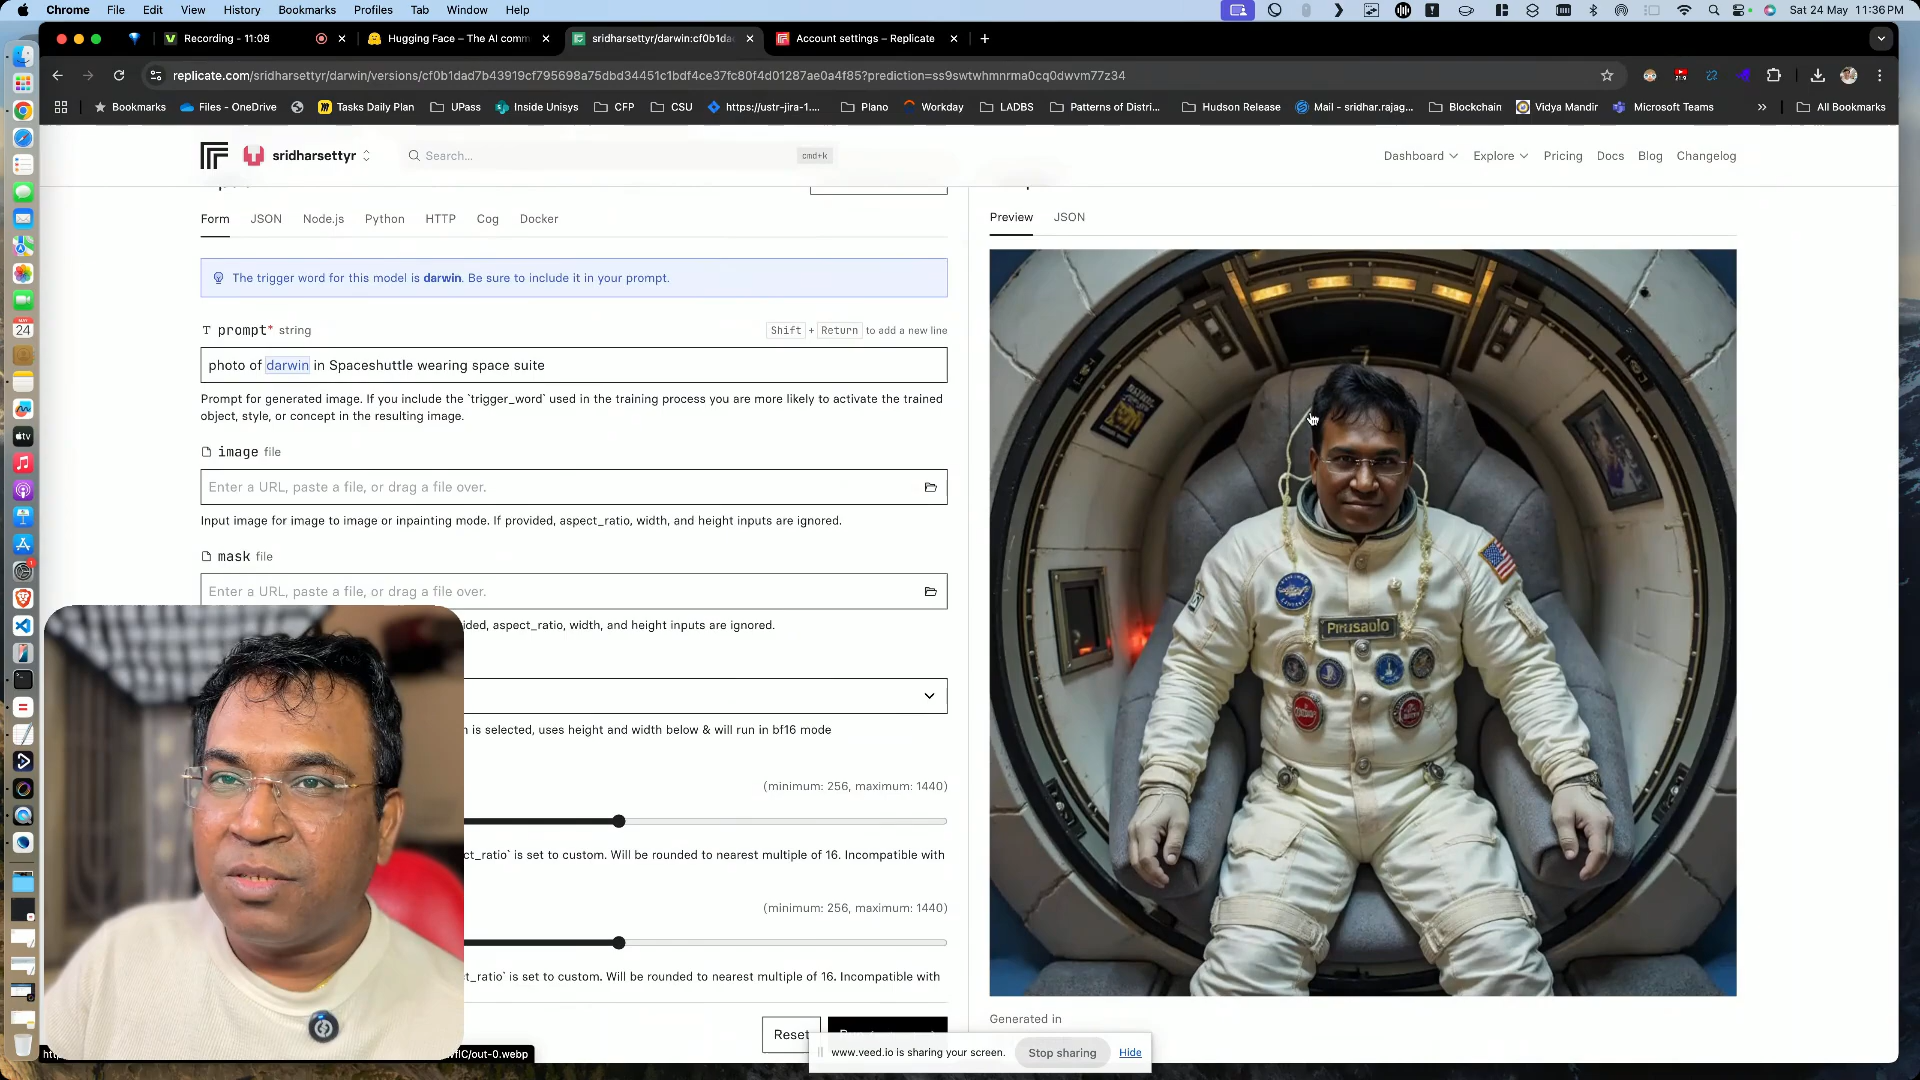 Chrome File Edit View History Bookmarks Profiles Tab Window Help
Sat 24 May 11:36 PM
Recording - 11:08
Hugging Face – The AI comm
sridharsettyr/darwin:cf0b1da
Account settings – Replicate
replicate.com/sridharsettyr/darwin/versions/cf0b1dad7b43919cf795698a75dbd34451c1bdf4ce37fc80f4d01287ae0a4f85?prediction=ss9swtwhmnrma0cq0dwvm77z34
Bookmarks Files - OneDrive Tasks Daily Plan UPass Inside Unisys CFP CSU https://ustr-jira-1.... Plano Workday LADBS Patterns of Distri... Hudson Release Mail - sridhar.rajag... Blockchain Vidya Mandir Microsoft Teams » All Bookmarks
sridharsettyr
Search...
cmd+k
Dashboard Explore Pricing Docs Blog Changelog
Form JSON Node.js Python HTTP Cog Docker
Preview JSON
The trigger word for this model is darwin. Be sure to include it in your prompt.
prompt* string
Shift + Return to add a new line
photo of darwin in Spaceshuttle wearing space suite
Prompt for generated image. If you include the `trigger_word` used in the training process you are more likely to activate the trained
object, style, or concept in the resulting image.
image file
Enter a URL, paste a file, or drag a file over.
Input image for image to image or inpainting mode. If provided, aspect_ratio, width, and height inputs are ignored.
mask file
Enter a URL, paste a file, or drag a file over.
ided, aspect_ratio, width, and height inputs are ignored.
n is selected, uses height and width below & will run in bf16 mode
(minimum: 256, maximum: 1440)
ct_ratio` is set to custom. Will be rounded to nearest multiple of 16. Incompatible with
(minimum: 256, maximum: 1440)
ct_ratio` is set to custom. Will be rounded to nearest multiple of 16. Incompatible with
Pirusaolo
Reset
Generated in
www.veed.io is sharing your screen.
Stop sharing
Hide
/out-0.webp